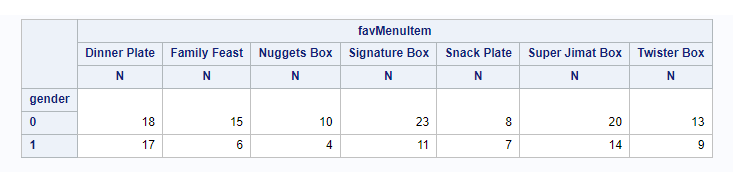 favMenuItem
Dinner Plate Family Feast Nuggets Box Signature Box Snack Plate Super Jimat Box Twister Box
N N N N N N N
gender
0 18 15 10 23 8 20 13
1 17 6 4 11 7 14 9